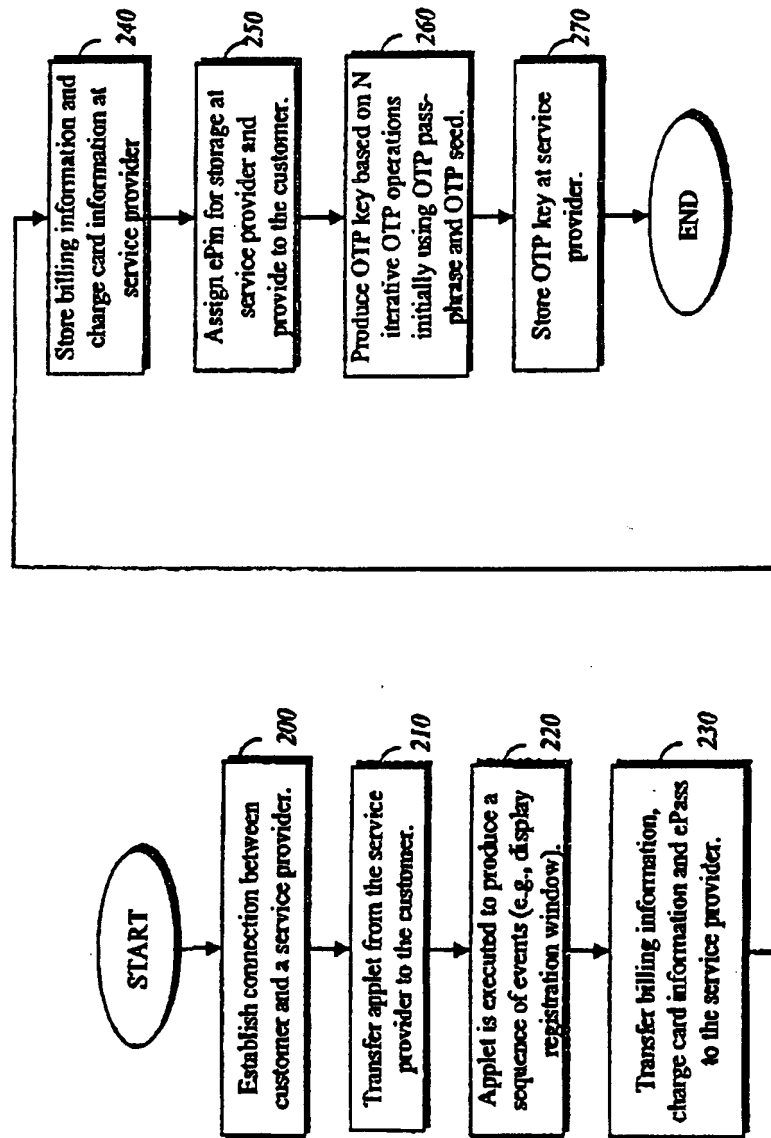 START
Establish connection between
customer and a service provider.
200
Transfer applet from the service
provider to the customer.
210
Applet is executed to produce a
sequence of events (e.g., display
registration window).
220
Transfer billing information,
charge card information and ePass
to the service provider.
230
Store billing information and
charge card information at
service provider
240
Assign ePin for storage at
service provider and
provide to the customer.
250
Produce OTP key based on N
iterative OTP operations
initially using OTP pass-
phrase and OTP seed.
260
Store OTP key at service
provider.
270
END